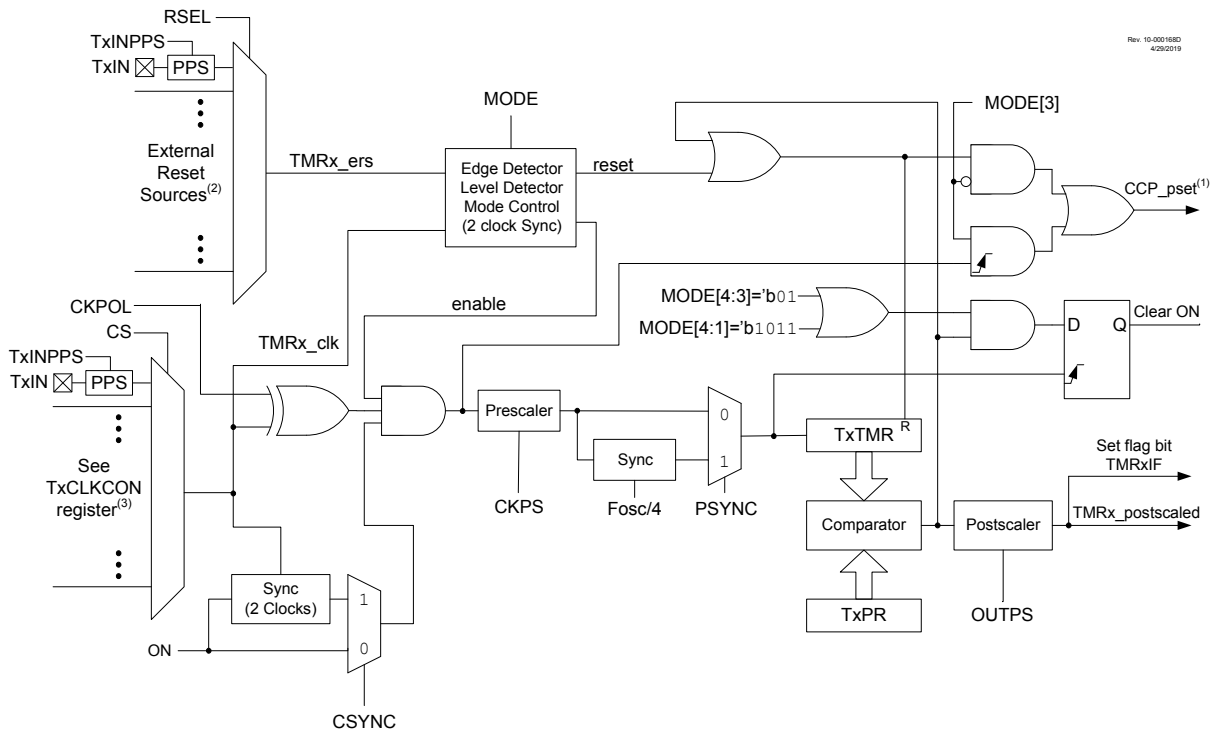 RSEL
TxINPPS
TxIN
PPS
Rev. 10-000168D
4/29/2019
MODE
MODE[3]
External
Reset
Sources(2)
TMRx_ers
Edge Detector
Level Detector
Mode Control
(2 clock Sync)
reset
CCP_pset(1)
CKPOL
enable
MODE[4:3]='b01
MODE[4:1]='b1011
CS
TMRx_clk
D
Q
Clear ON
TxINPPS
TxIN
PPS
Prescaler
0
1
Sync
TxTMR
R
See
TxCLKCON
register(3)
CKPS
Fosc/4
PSYNC
Set flag bit
TMRxIF
Comparator
Postscaler
TMRx_postscaled
Sync
(2 Clocks)
1
0
TxPR
OUTPS
ON
CSYNC